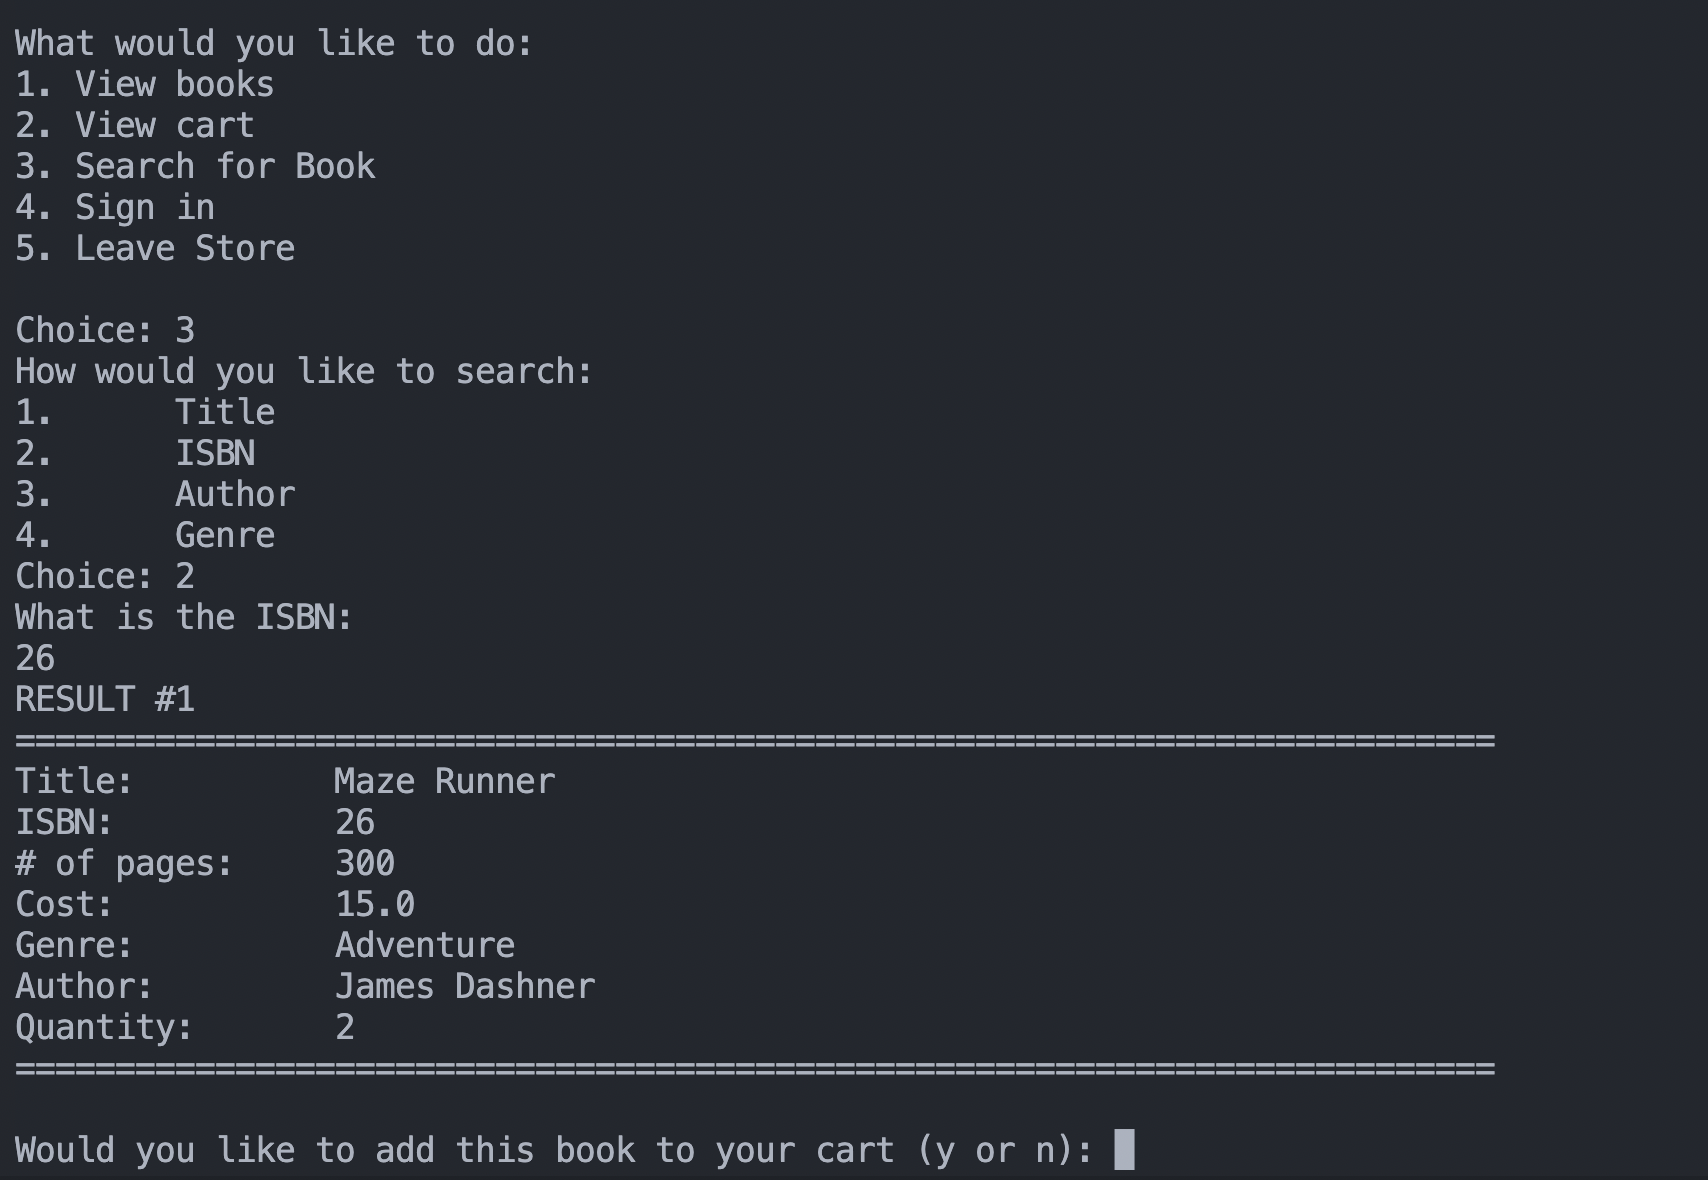 What would you like to do:
1. View books
2. View cart
3. Search for Book
4. Sign in
5. Leave Store
Choice: 3
How would you like to search:
1.      Title
2.      ISBN
3.      Author
4.      Genre
Choice: 2
What is the ISBN:
26
RESULT #1
==========================================================================
Title:          Maze Runner
ISBN:           26
# of pages:     300
Cost:           15.0
Genre:          Adventure
Author:         James Dashner
Quantity:       2
==========================================================================
Would you like to add this book to your cart (y or n):